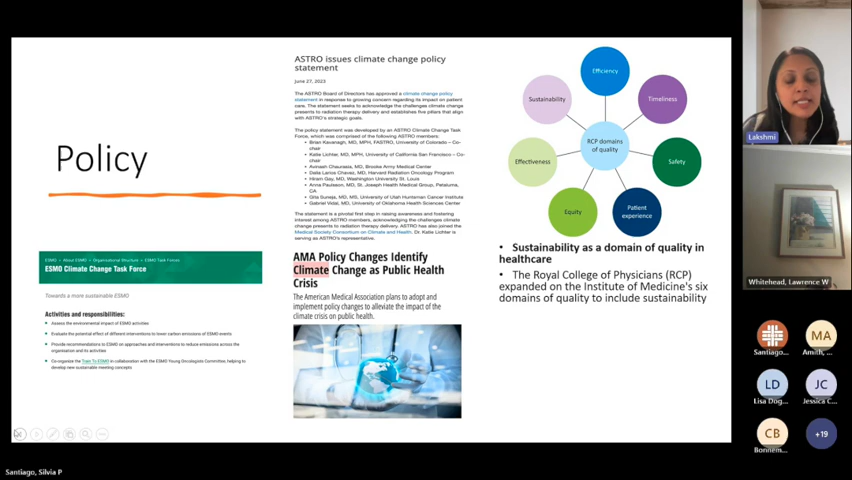 Policy
ESMO > About ESMO > Organisational Structure > ESMO Task Forces
ESMO Climate Change Task Force
Towards a more sustainable ESMO
Activities and responsibilities:
Assess the environmental impact of ESMO activities
Evaluate the potential effect of different interventions to lower carbon emissions of ESMO events
Provide recommendations to ESMO on approaches and interventions to reduce emissions across the
organisation and its activities
Co-organize the Train To ESMO in collaboration with the ESMO Young Oncologists Committee, helping to
develop new sustainable meeting concepts
ASTRO issues climate change policy
statement
June 27, 2023
The ASTRO Board of Directors has approved a climate change policy
statement in response to growing concern regarding its impact on patient
care. The statement seeks to acknowledge the challenges climate change
presents to radiation therapy delivery and establishes five pillars that align
with ASTRO's strategic goals.
The policy statement was developed by an ASTRO Climate Change Task
Force, which was comprised of the following ASTRO members:
Brian Kavanagh, MD, MPH, FASTRO, University of Colorado – Co-
chair
Katie Lichter, MD, MPH, University of California San Francisco – Co-
chair
Avinash Chaurasia, MD, Brooke Army Medical Center
Dalia Larios Chavez, MD, Harvard Radiation Oncology Program
Hiram Gay, MD, Washington University St. Louis
Anna Paulsson, MD, St. Joseph Health Medical Group, Petaluma,
CA
Gita Suneja, MD, MS, University of Utah Huntsman Cancer Institute
Gabriel Vidal, MD, University of Oklahoma Health Sciences Center
The statement is a pivotal first step in raising awareness and fostering
interest among ASTRO members, acknowledging the challenges climate
change presents to radiation therapy delivery. ASTRO has also joined the
Medical Society Consortium on Climate and Health. Dr. Katie Lichter is
serving as ASTRO's representative.
AMA Policy Changes Identify
Climate Change as Public Health
Crisis
The American Medical Association plans to adopt and
implement policy changes to alleviate the impact of the
climate crisis on public health.
Efficiency
Sustainability
Timeliness
RCP domains
of quality
Effectiveness
Safety
Equity
Patient
experience
Sustainability as a domain of quality in
healthcare
The Royal College of Physicians (RCP)
expanded on the Institute of Medicine's six
domains of quality to include sustainability
Lakshmi
Whitehead, Lawrence W
Santiago...
MA
Amith, ...
LD
Lisa Dog...
JC
Jessica C...
CB
Bonnem...
+19
Santiago, Silvia P